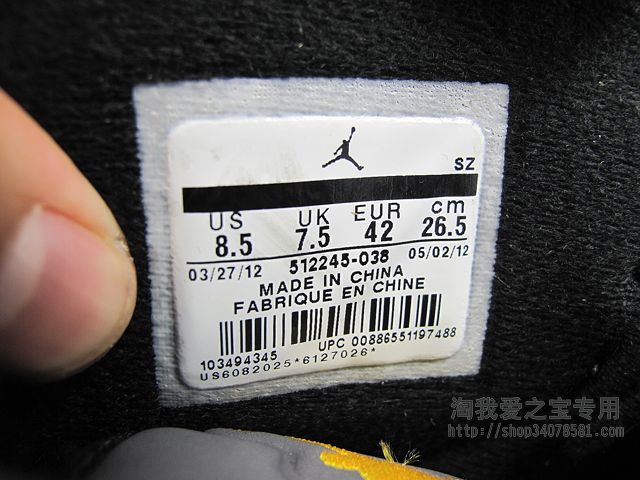 SZ
US UK EUR cm
8.5 7.5 42 26.5
03/27/12 512245-038 05/02/12
MADE IN CHINA
FABRIQUE EN CHINE
103494345 UPC 00886551197488
US6082025*6127026*
淘我爱之宝专用
http://shop34078581.com